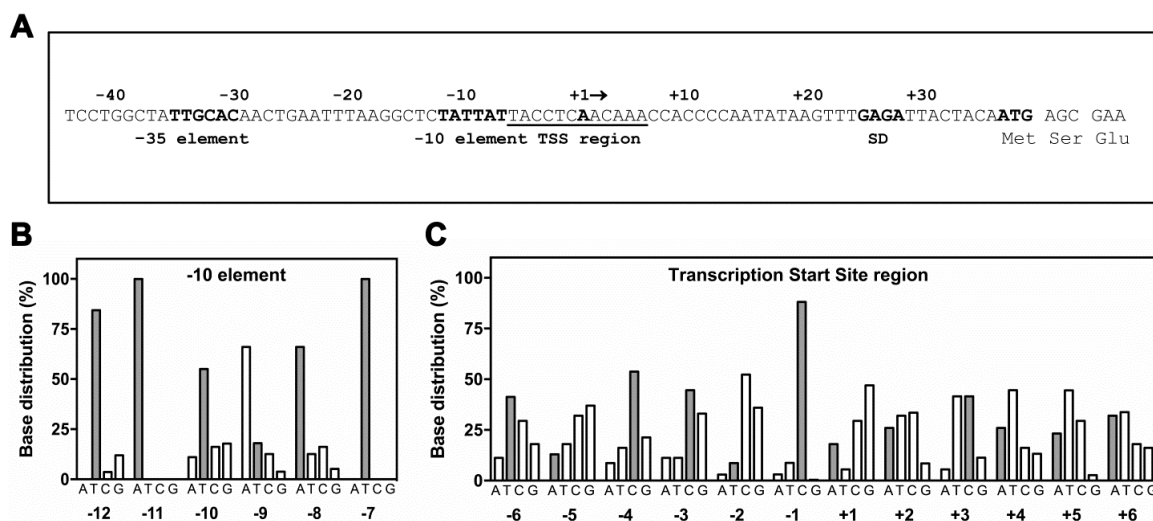 A
-40 -30 -20 -10 +1→ +10 +20 +30
TCCTGGCTATTGCACAACTGAATTTAAGGCTCTATTATTACCTCAACAAACCACCCCAATATAAGTTTGAGATTACTACAATG AGC GAA
-35 element -10 element TSS region SD Met Ser Glu
B
-10 element
Base distribution (%)
100
75
50
25
0
ATCG ATCG ATCG ATCG ATCG ATCG
-12 -11 -10 -9 -8 -7
C
Transcription Start Site region
Base distribution (%)
100
50
0
ATCG ATCG ATCG ATCG ATCG ATCG ATCG ATCG ATCG ATCG ATCG ATCG
-6 -5 -4 -3 -2 -1 +1 +2 +3 +4 +5 +6